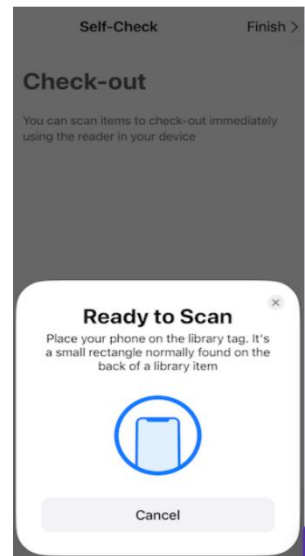 Self-Check
Finish >
Check-out
You can scan items to check-out immediately
using the reader in your device
Ready to Scan
Place your phone on the library tag. It's
a small rectangle normally found on the
back of a library item
Cancel